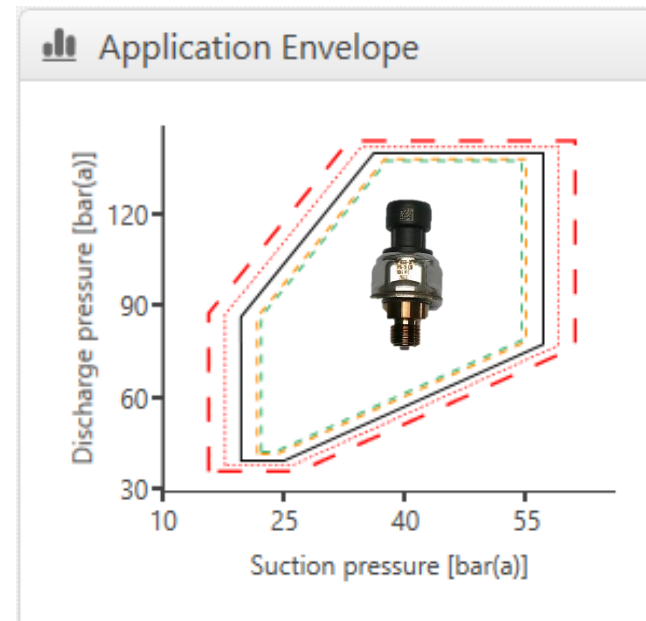 Application Envelope
Discharge pressure [bar(a)]
120
90
60
30
10 25 40 55
Suction pressure [bar(a)]